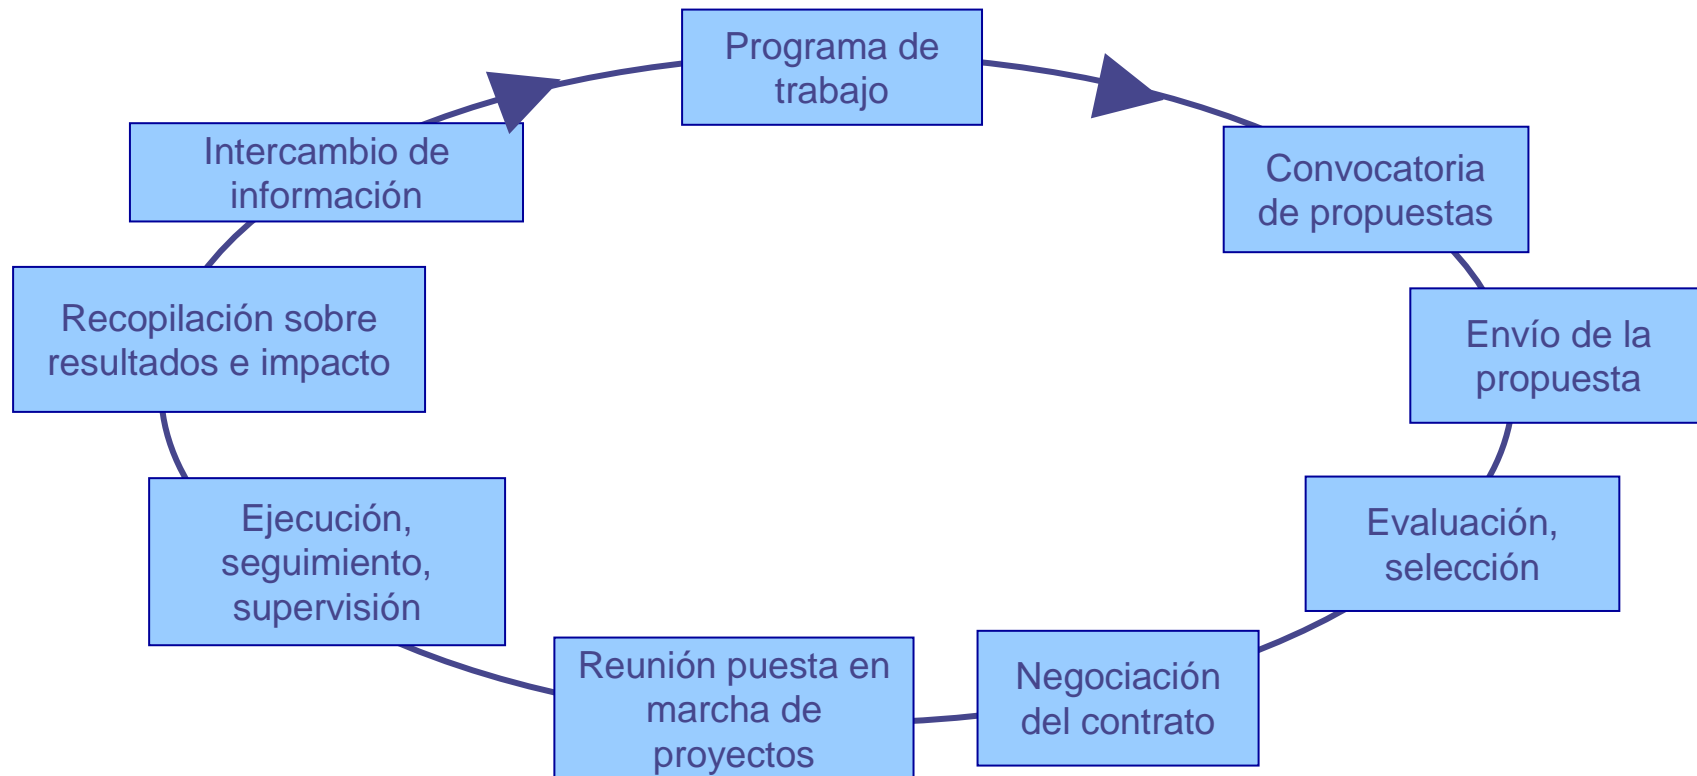 Programa de
trabajo
Convocatoria
de propuestas
Envío de la
propuesta
Evaluación,
selección
Negociación
del contrato
Reunión puesta en
marcha de
proyectos
Ejecución,
seguimiento,
supervisión
Recopilación sobre
resultados e impacto
Intercambio de
información